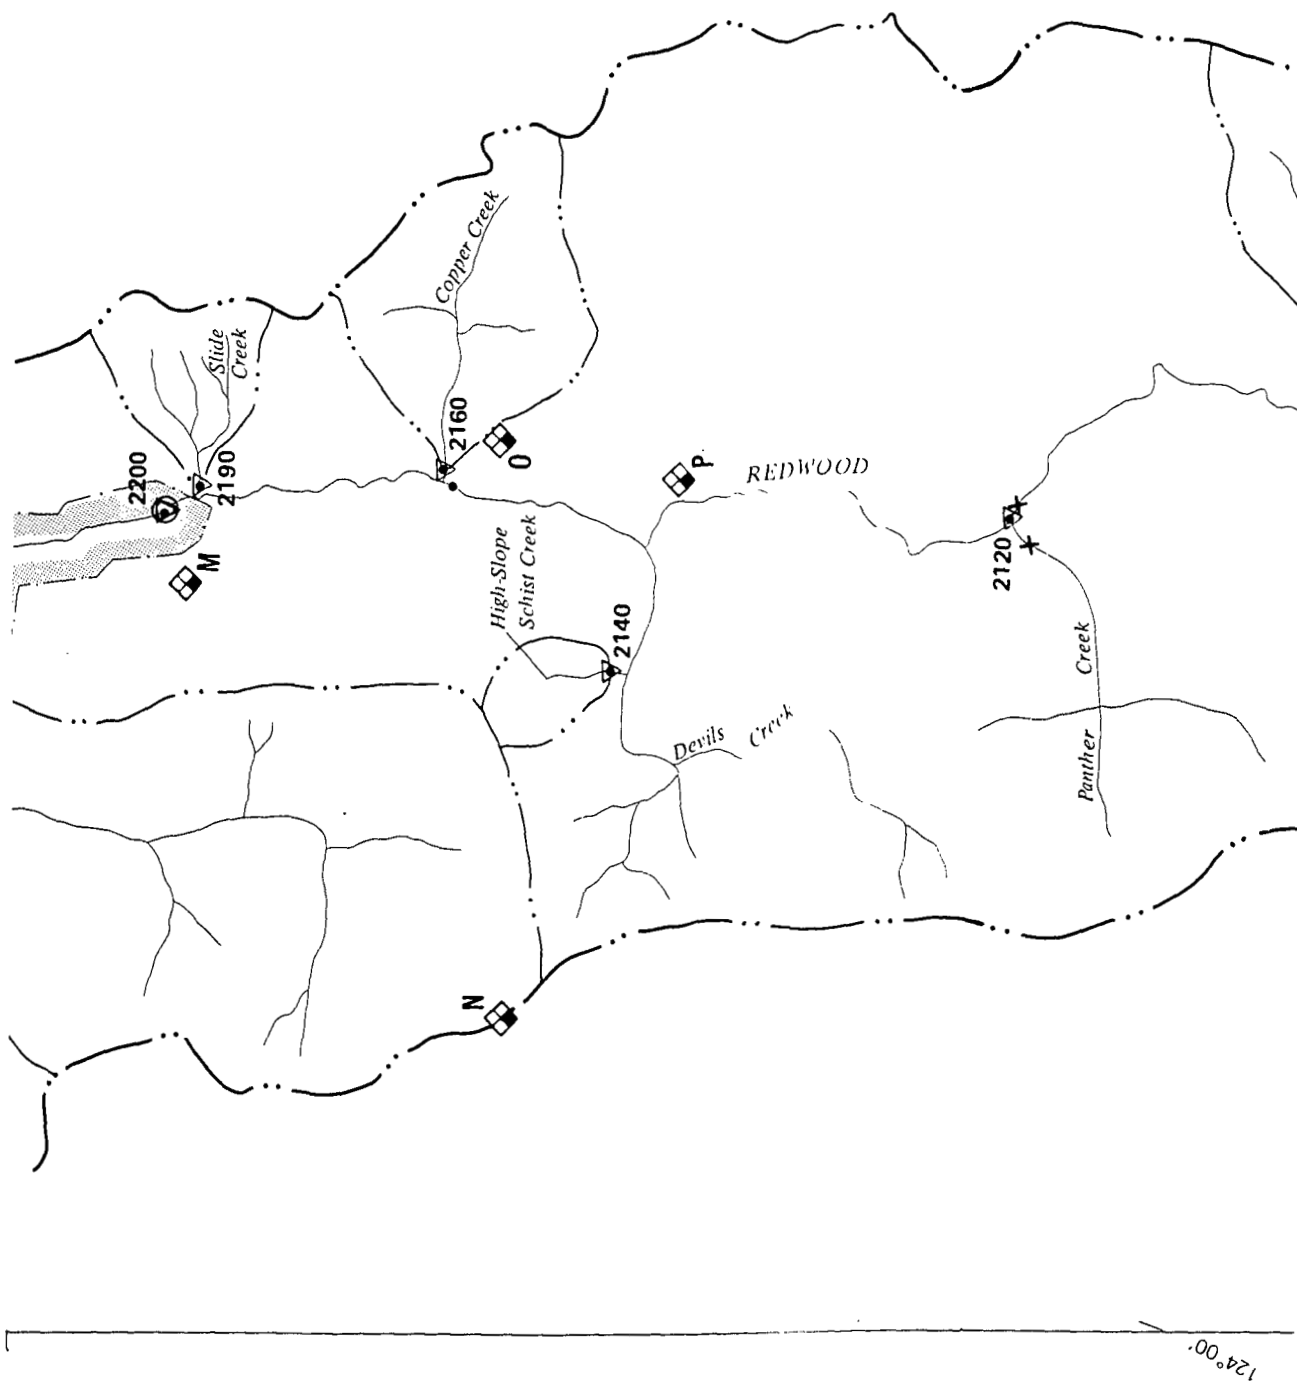 Copper Creek
Slide
Creek
2200
2190
M
2160
O
P
REDWOOD
High-Slope
Schist Creek
2140
2120
Devils
Creek
Panther
Creek
N
124°00'